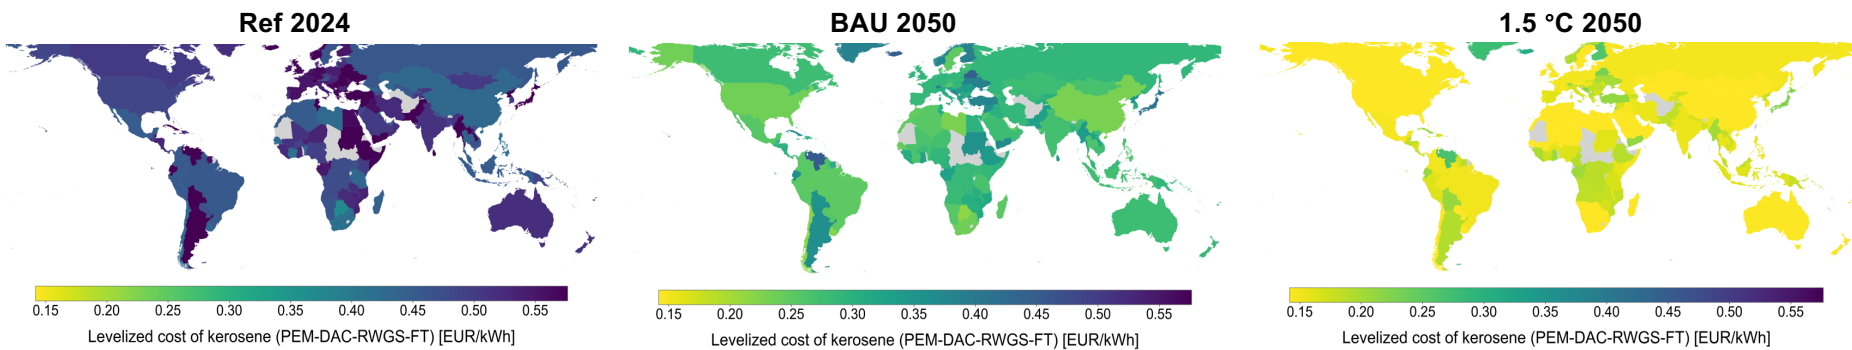 Ref 2024
BAU 2050
1.5 °C 2050
0.15 0.20 0.25 0.30 0.35 0.40 0.45 0.50 0.55
Levelized cost of kerosene (PEM-DAC-RWGS-FT) [EUR/kWh]
0.15 0.20 0.25 0.30 0.35 0.40 0.45 0.50 0.55
Levelized cost of kerosene (PEM-DAC-RWGS-FT) [EUR/kWh]
0.15 0.20 0.25 0.30 0.35 0.40 0.45 0.50 0.55
Levelized cost of kerosene (PEM-DAC-RWGS-FT) [EUR/kWh]